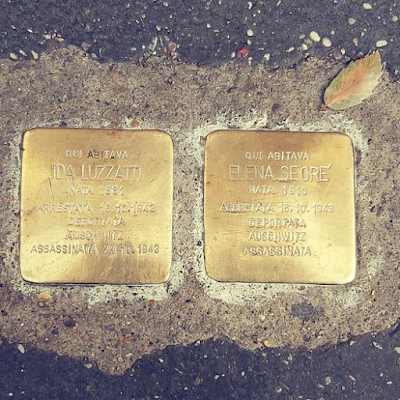 QUI ABITAVA
IDA LUZZATTI
NATA
ARRESTATA 16.10.1943
DEPORTATA
AUSCHWITZ
ASSASSINATA 23.10.1943
QUI ABITAVA
ELENA SEGRE
NATA
ARRESTATA 16.10.1943
DEPORTATA
AUSCHWITZ
ASSASSINATA